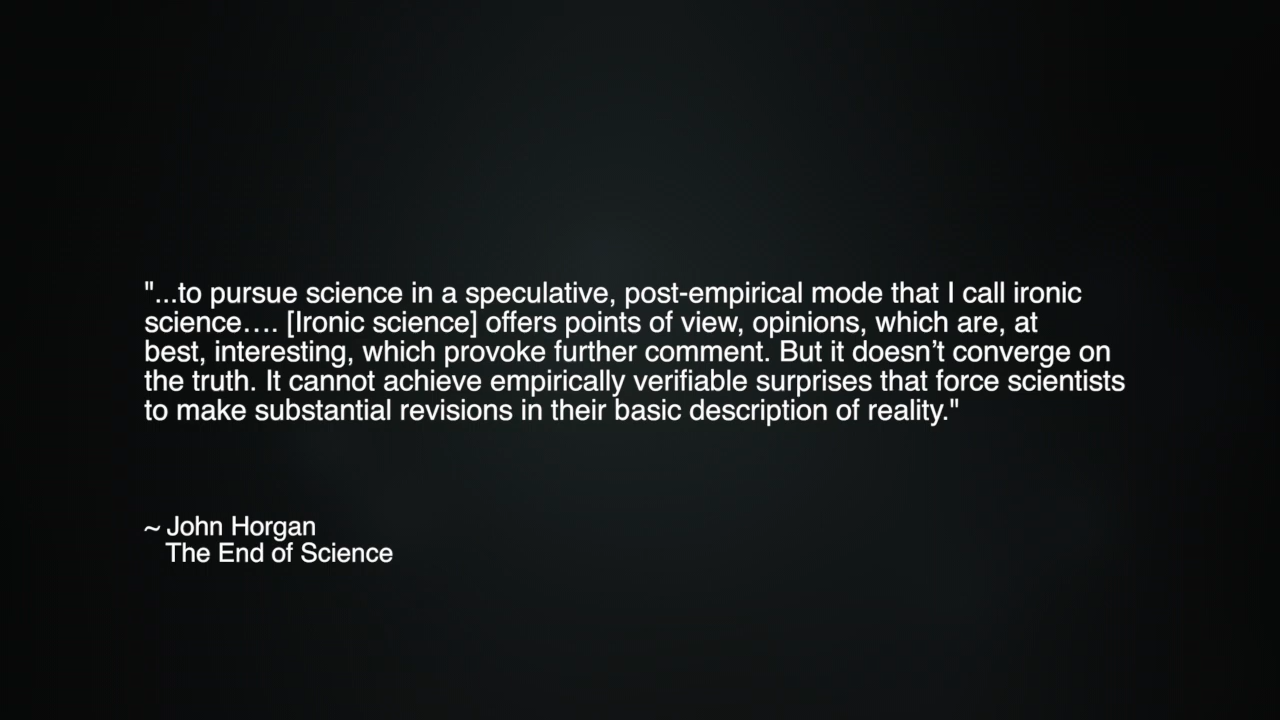 "...to pursue science in a speculative, post-empirical mode that I call ironic
science…. [Ironic science] offers points of view, opinions, which are, at
best, interesting, which provoke further comment. But it doesn’t converge on
the truth. It cannot achieve empirically verifiable surprises that force scientists
to make substantial revisions in their basic description of reality."
~ John Horgan
The End of Science